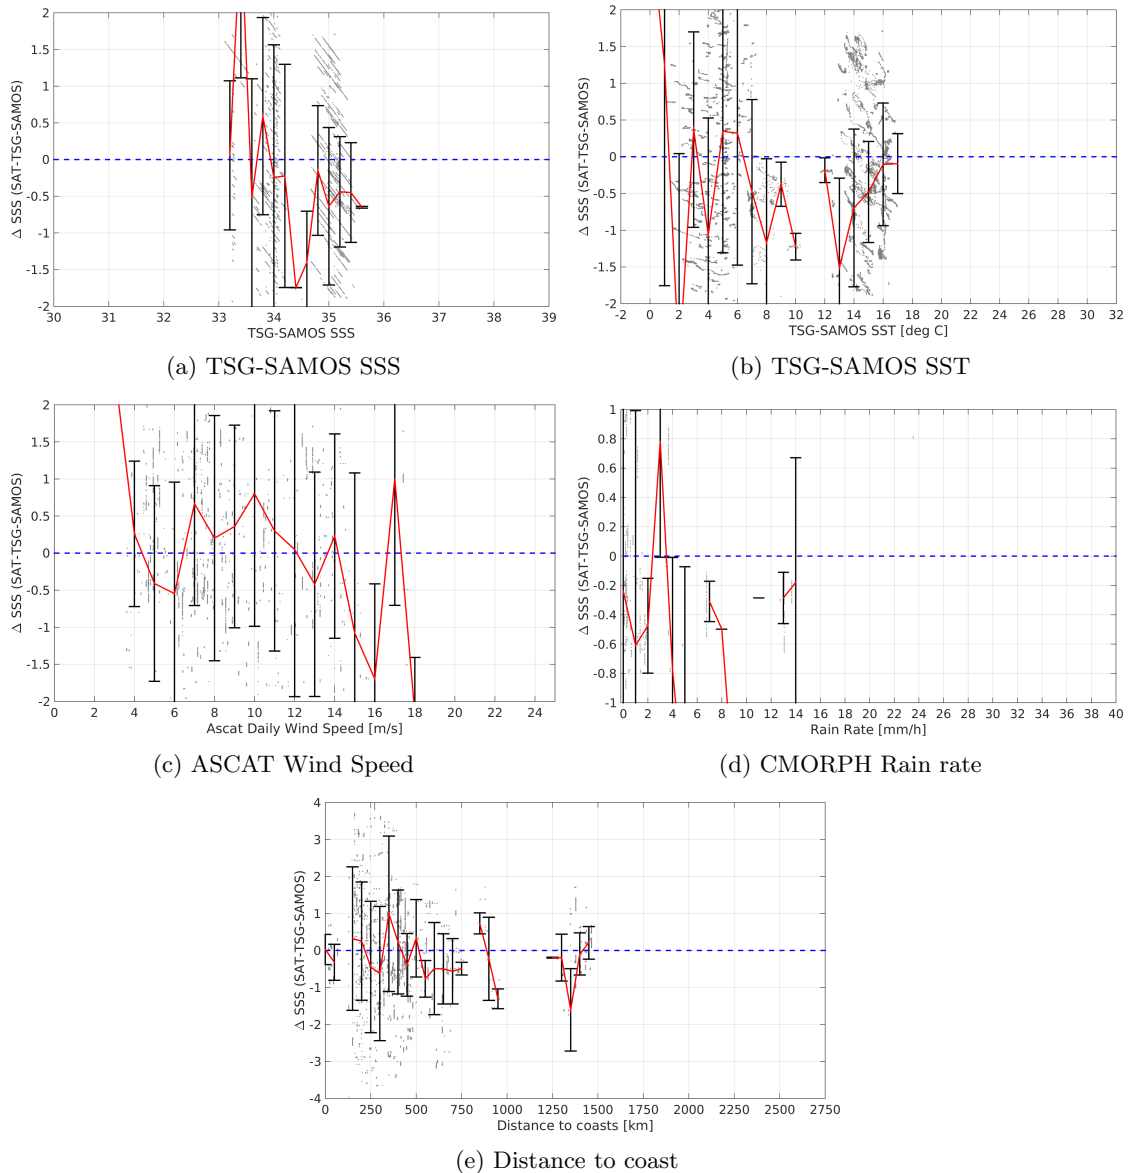 2
1.5
1
0.5
0
-0.5
-1
-1.5
-2
Δ SSS (SAT-TSG-SAMOS)
30 31 32 33 34 35 36 37 38 39
TSG-SAMOS SSS
(a) TSG-SAMOS SSS
2
1.5
1
0.5
0
-0.5
-1
-1.5
-2
Δ SSS (SAT-TSG-SAMOS)
-2 0 2 4 6 8 10 12 14 16 18 20 22 24 26 28 30 32
TSG-SAMOS SST [deg C]
(b) TSG-SAMOS SST
2
1.5
1
0.5
0
-0.5
-1
-1.5
-2
Δ SSS (SAT-TSG-SAMOS)
0 2 4 6 8 10 12 14 16 18 20 22 24
Ascat Daily Wind Speed [m/s]
(c) ASCAT Wind Speed
1
0.8
0.6
0.4
0.2
0
-0.2
-0.4
-0.6
-0.8
-1
Δ SSS (SAT-TSG-SAMOS)
0 2 4 6 8 10 12 14 16 18 20 22 24 26 28 30 32 34 36 38 40
Rain Rate [mm/h]
(d) CMORPH Rain rate
4
3
2
1
0
-1
-2
-3
-4
Δ SSS (SAT-TSG-SAMOS)
0 250 500 750 1000 1250 1500 1750 2000 2250 2500 2750
Distance to coasts [km]
(e) Distance to coast